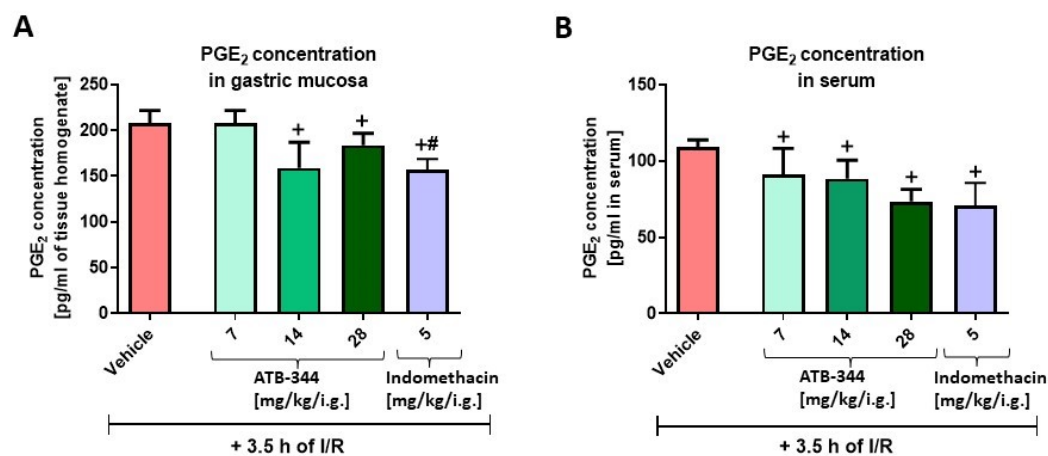 A
PGE₂ concentration
in gastric mucosa
PGE₂ concentration
[pg/ml of tissue homogenate]
250
200
150
100
50
0
+
+
+#
Vehicle
7
14
28
5
ATB-344
[mg/kg/i.g.]
Indomethacin
[mg/kg/i.g.]
+ 3.5 h of I/R
B
PGE₂ concentration
in serum
PGE₂ concentration
[pg/ml in serum]
150
100
50
0
+
+
+
+
Vehicle
7
14
28
5
ATB-344
[mg/kg/i.g.]
Indomethacin
[mg/kg/i.g.]
+ 3.5 h of I/R